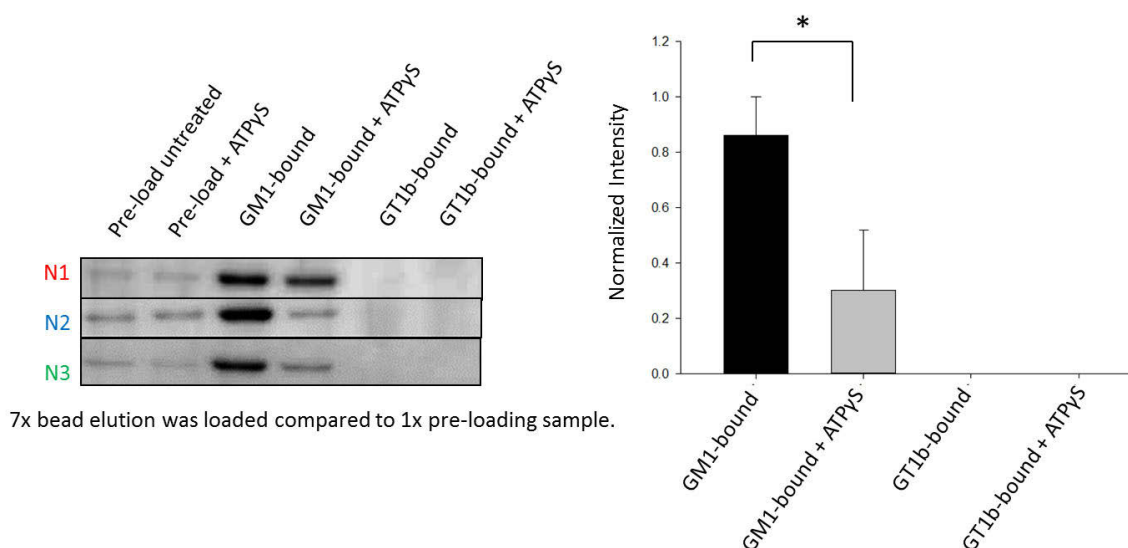 Pre-load untreated
Pre-load + ATPγS
GM1-bound
GM1-bound + ATPγS
GT1b-bound
GT1b-bound + ATPγS
N1
N2
N3
7x bead elution was loaded compared to 1x pre-loading sample.
*
Normalized Intensity
1.2
1.0
0.8
0.6
0.4
0.2
0.0
GM1-bound
GM1-bound + ATPγS
GT1b-bound
GT1b-bound + ATPγS